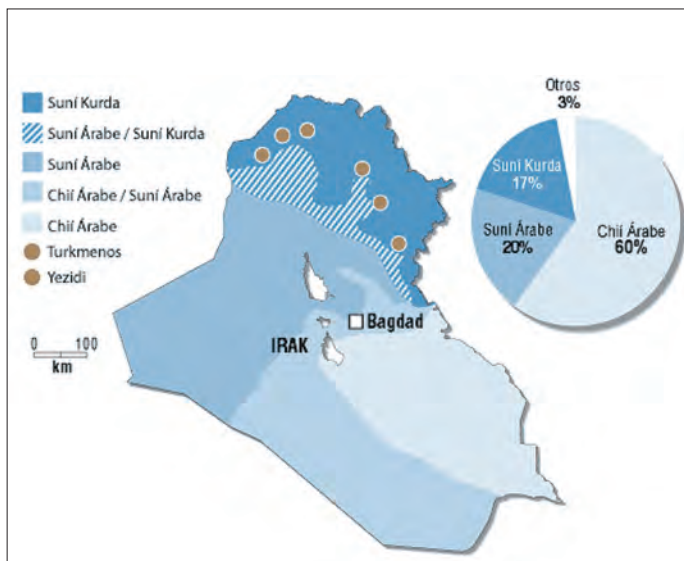 Suní Kurda
Suní Árabe / Suní Kurda
Suní Árabe
Chií Árabe / Suní Árabe
Chií Árabe
Turkmenos
Yezidi
0 100
km
IRAK
Bagdad
Otros
3%
Suní Kurda
17%
Suní Árabe
20%
Chií Árabe
60%